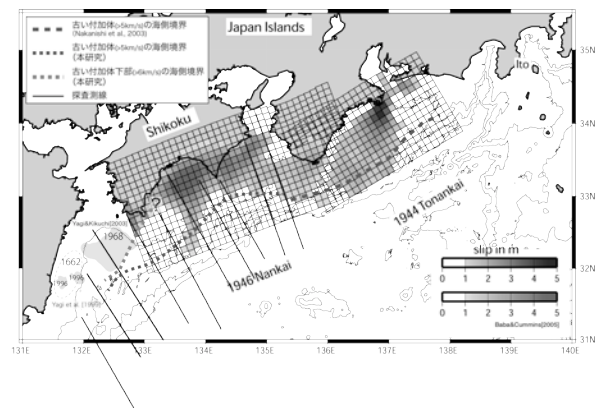 古い付加体(>5km/s)の海側境界
(Nakanishi et al., 2003)
古い付加体(>5km/s)の海側境界
(本研究)
古い付加体下部(>6km/s)の海側境界
(本研究)
探査測線
Japan Islands
Ito
Shikoku
?
Yagi&Kikuchi[2003]
1968
1662
1996
1996
Yagi et al. [1999]
1946 Nankai
1944 Tonankai
slip in m
0 1 2 3 4 5
0 1 2 3 4 5
Baba&Cummins[2005]
35N
34N
33N
32N
31N
131E 132E 133E 134E 135E 136E 137E 138E 139E 140E